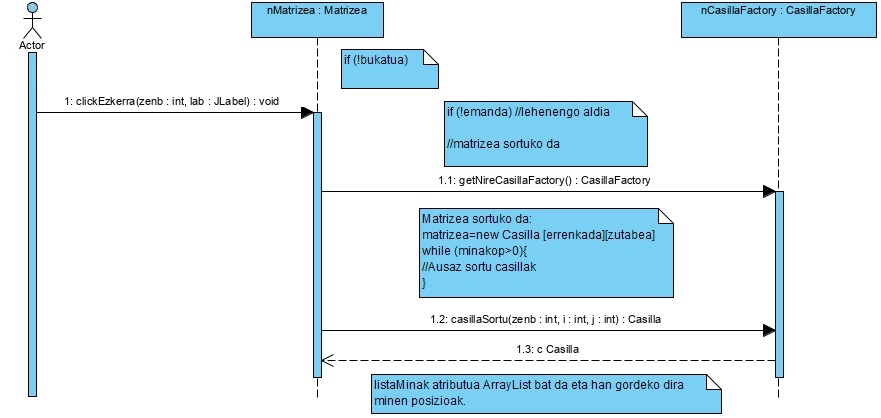 nMatrizea : Matrizea
nCasillaFactory : CasillaFactory
Actor
if (!bukatua)
1: clickEzkerra(zenb : int, lab : JLabel) : void
if (!emanda) //lehenengo aldia
//matrizea sortuko da
1.1: getNireCasillaFactory() : CasillaFactory
Matrizea sortuko da:
matrizea=new Casilla [errenkada][zutabea]
while (minakop>0){
//Ausaz sortu casillak
}
1.2: casillaSortu(zenb : int, i : int, j : int) : Casilla
1.3: c Casilla
listaMinak atributua ArrayList bat da eta han gordeko dira
minen posizioak.